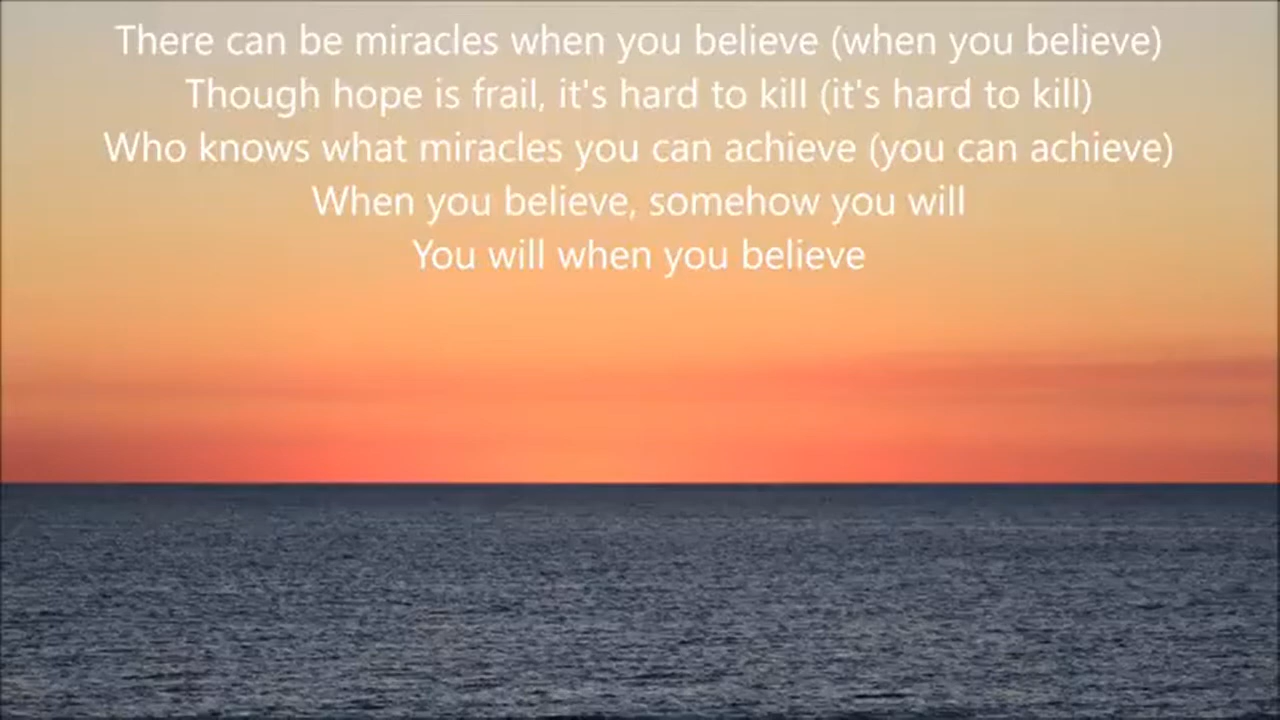 There can be miracles when you believe (when you believe)
Though hope is frail, it's hard to kill (it's hard to kill)
Who knows what miracles you can achieve (you can achieve)
When you believe, somehow you will
You will when you believe